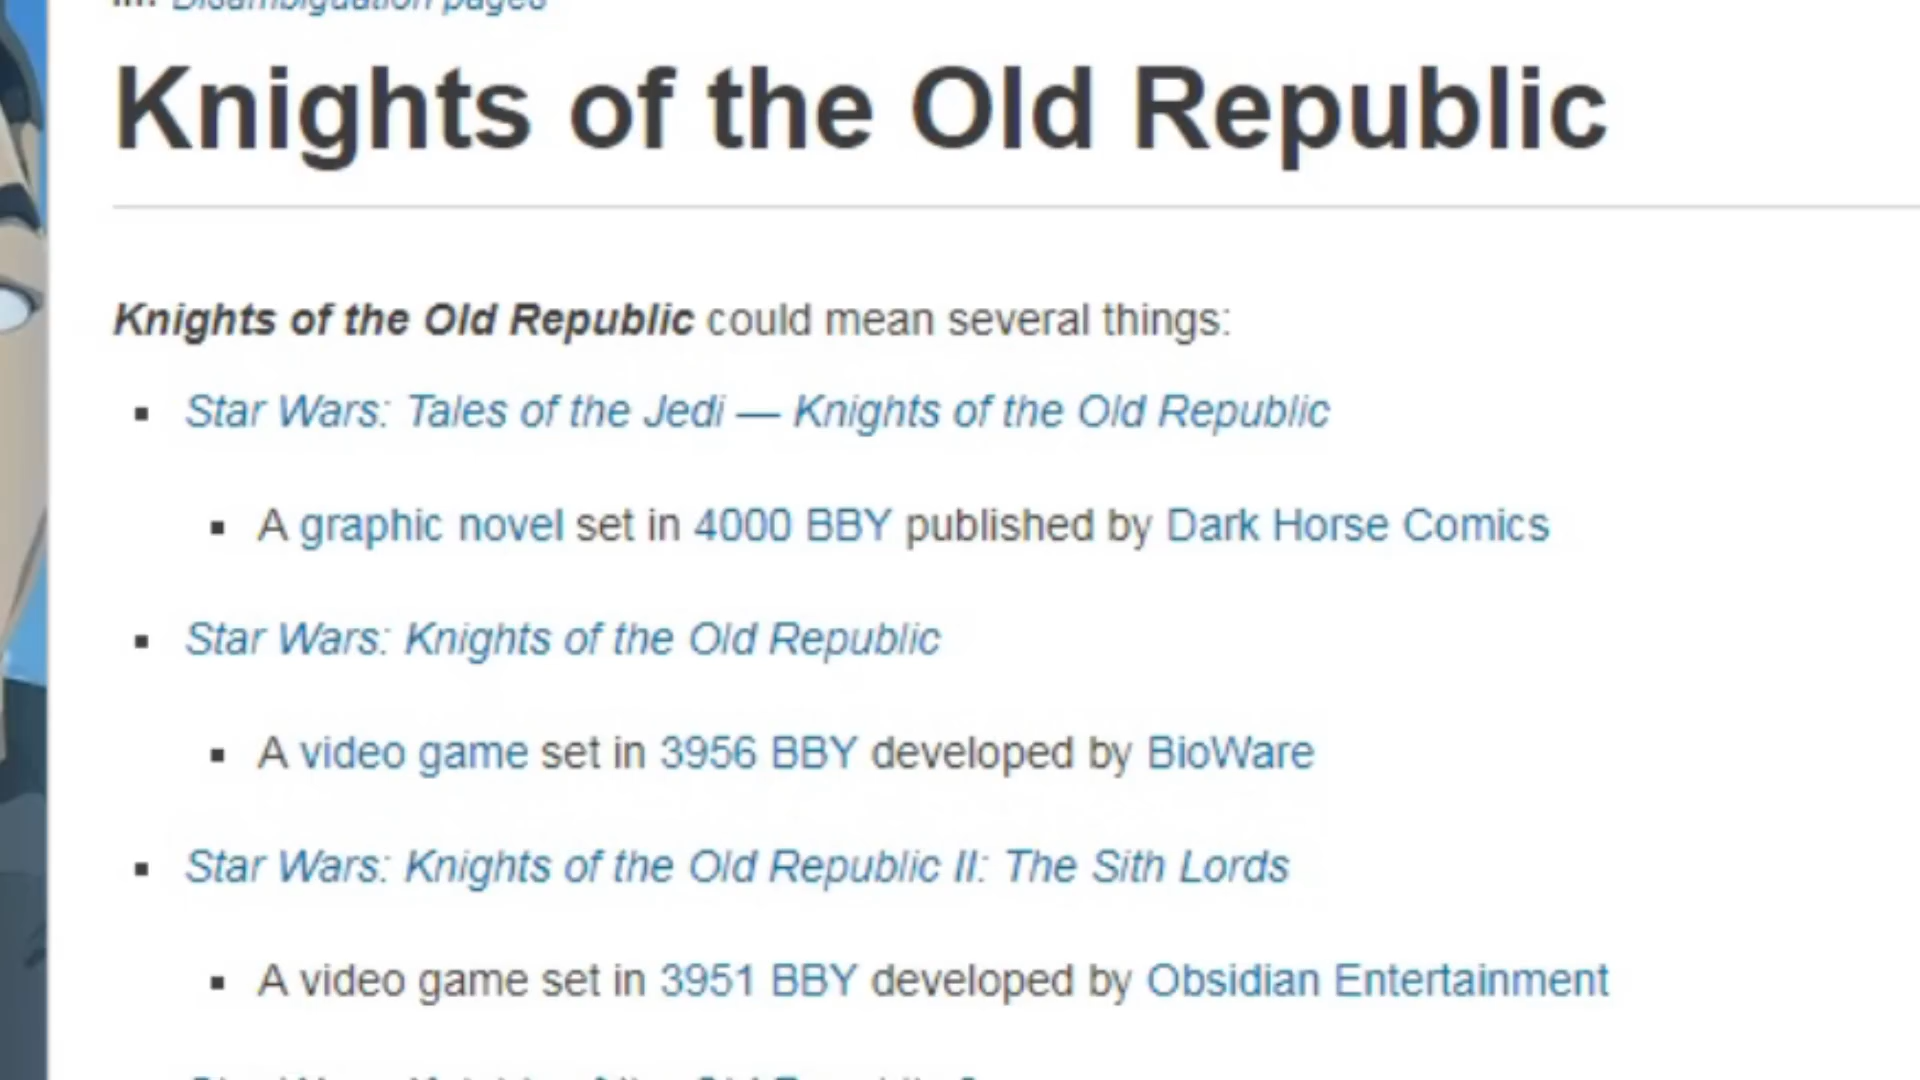 in: Disambiguation pages
Knights of the Old Republic
Knights of the Old Republic could mean several things:
Star Wars: Tales of the Jedi — Knights of the Old Republic
A graphic novel set in 4000 BBY published by Dark Horse Comics
Star Wars: Knights of the Old Republic
A video game set in 3956 BBY developed by BioWare
Star Wars: Knights of the Old Republic II: The Sith Lords
A video game set in 3951 BBY developed by Obsidian Entertainment